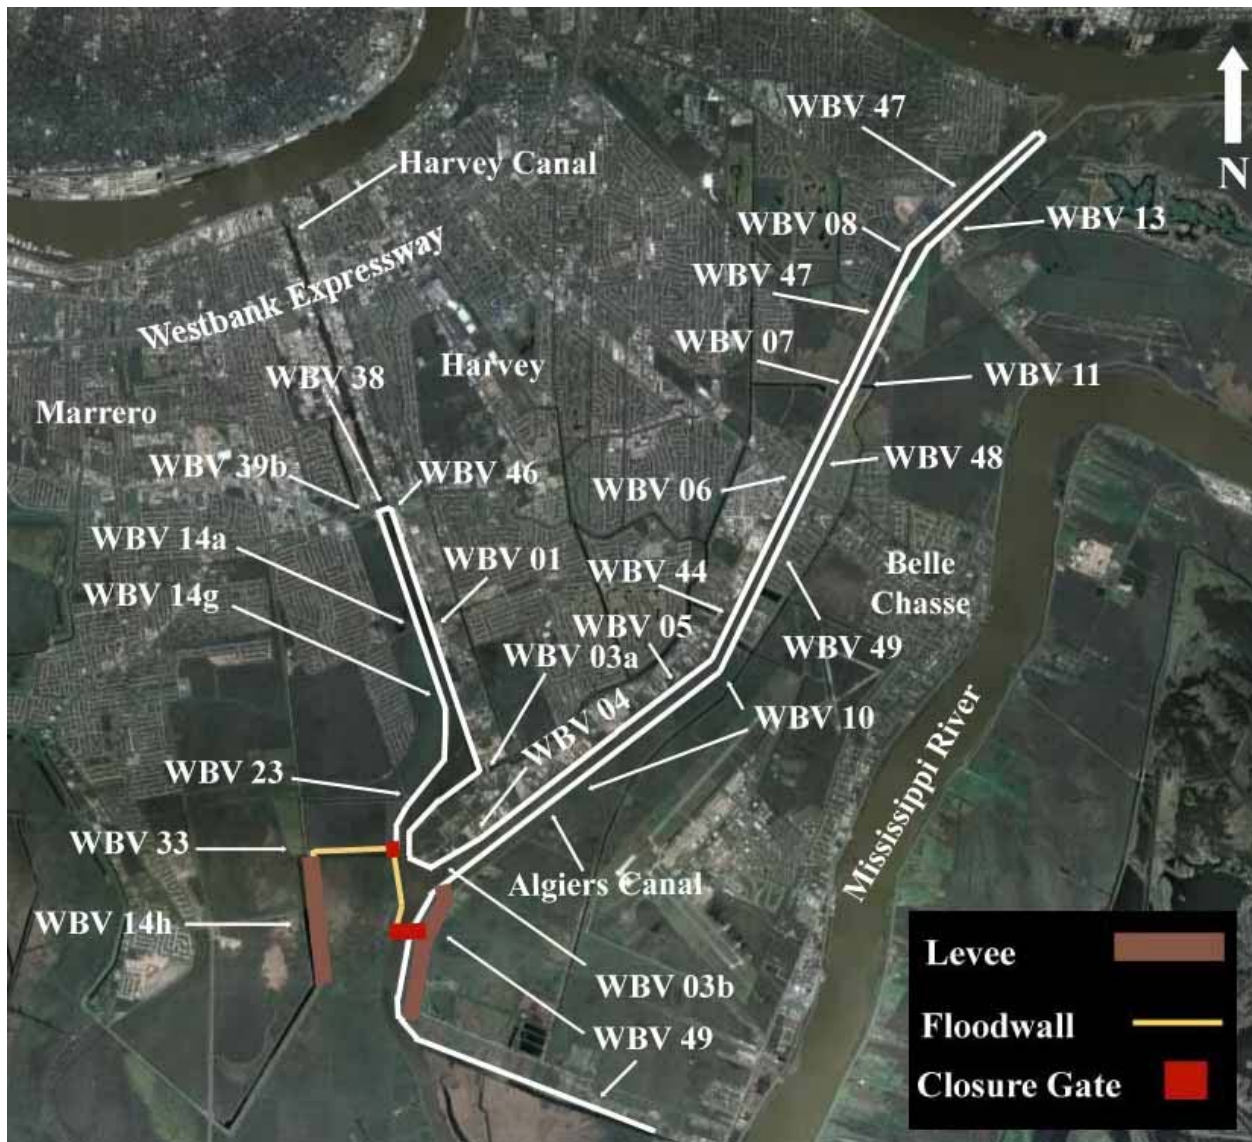 WBV 47
Harvey Canal
N
WBV 08
WBV 13
Westbank Expressway
WBV 47
WBV 07
WBV 38
Harvey
WBV 11
Marrero
WBV 39b
WBV 46
WBV 48
WBV 06
WBV 14a
WBV 01
WBV 44
Belle
Chasse
WBV 14g
WBV 05
WBV 03a
WBV 49
WBV 04
WBV 10
WBV 23
Mississippi River
WBV 33
Algiers Canal
WBV 14h
WBV 03b
WBV 49
Levee
Floodwall
Closure Gate